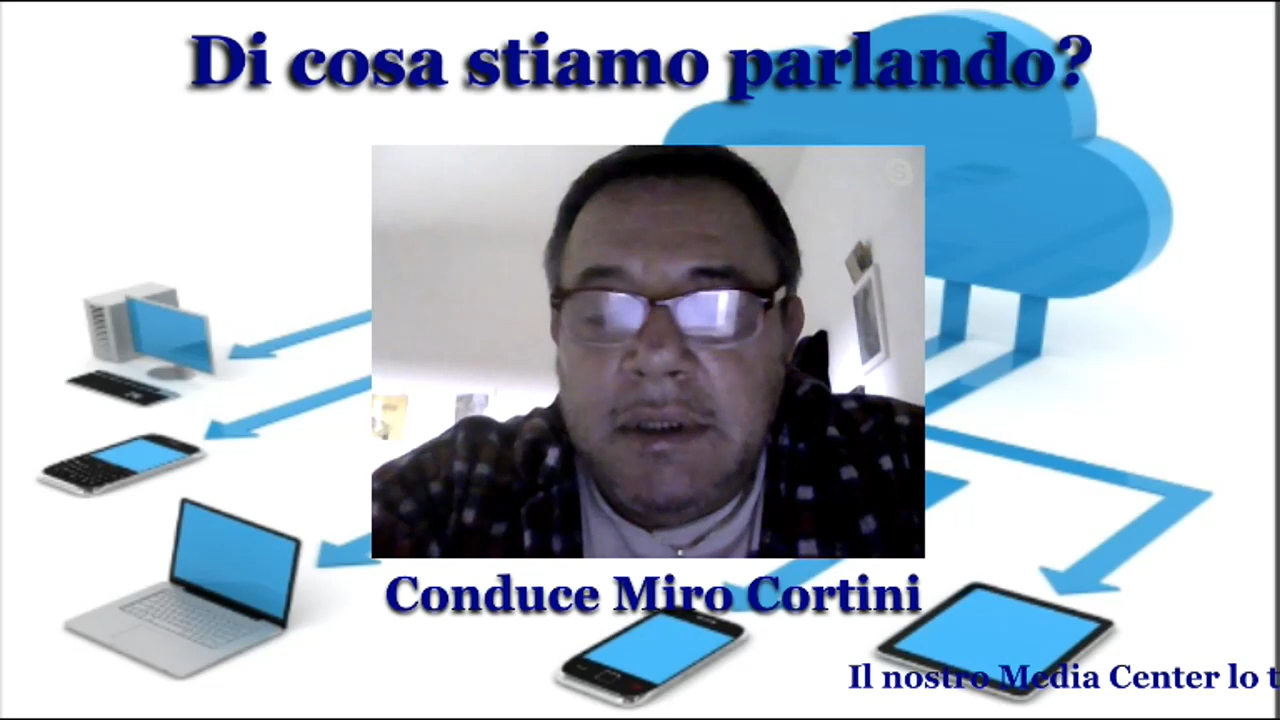 Di cosa stiamo parlando?
Conduce Miro Cortini
Il nostro Media Center lo